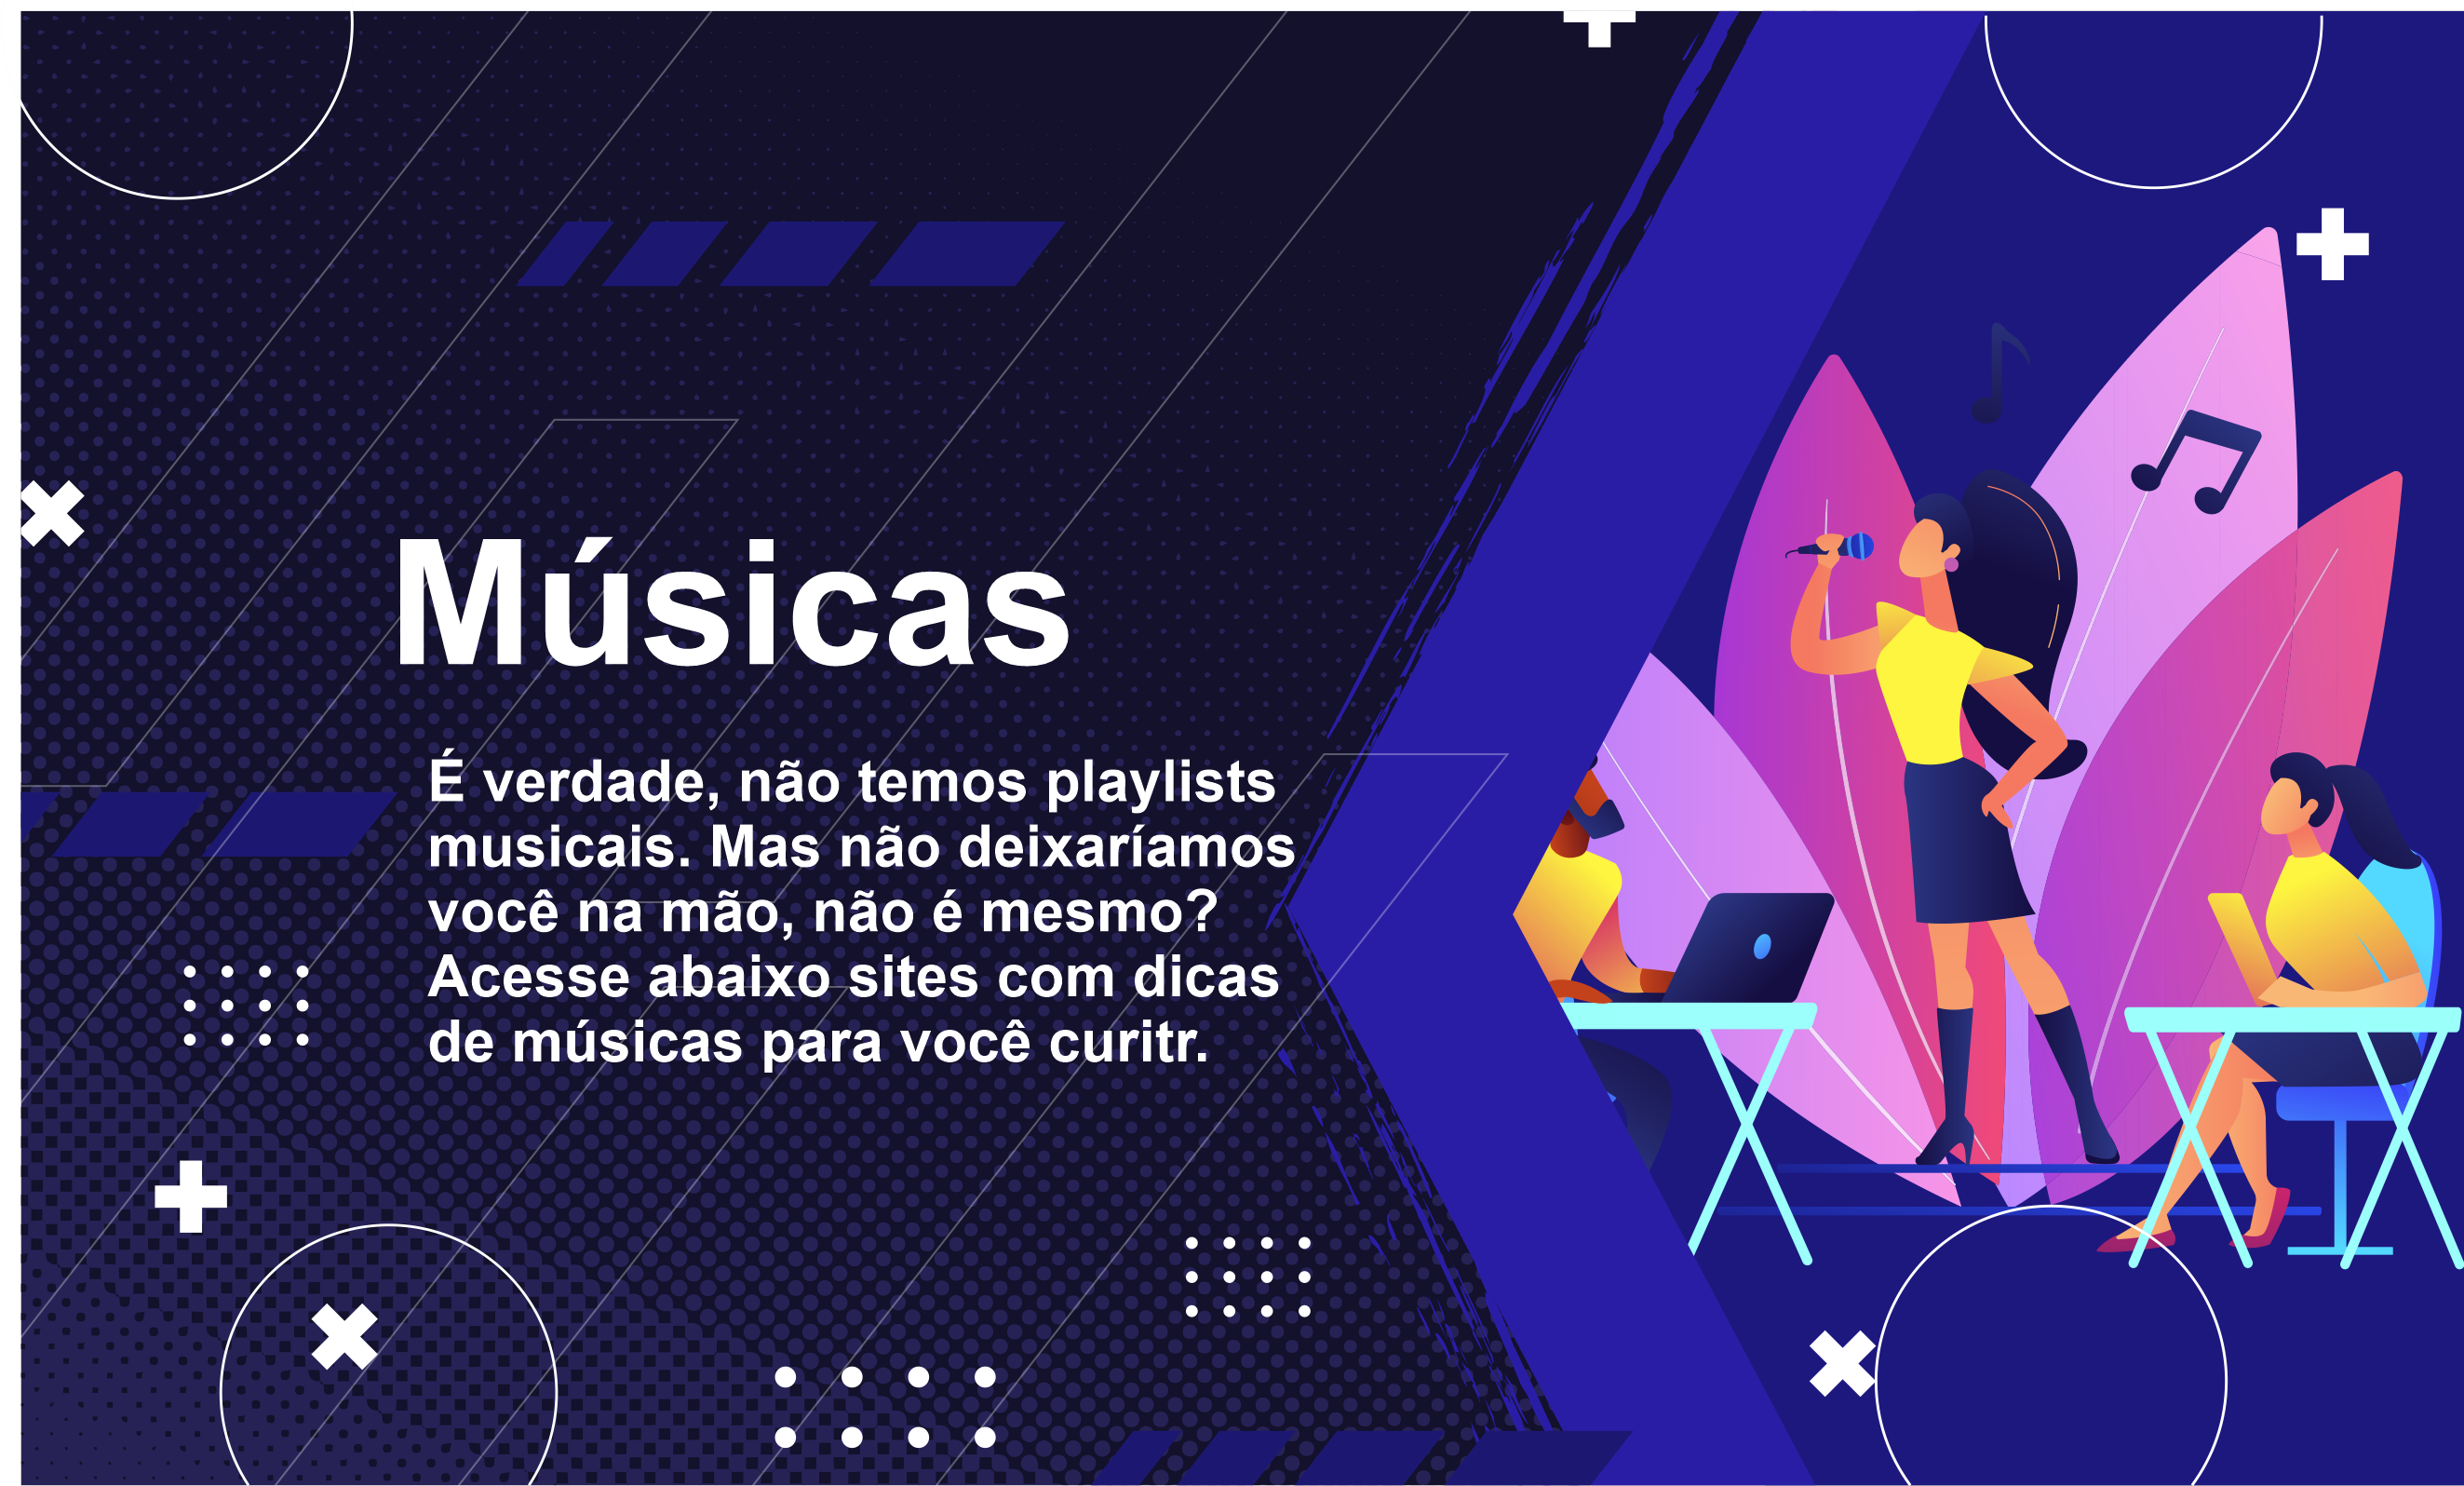 Músicas
É verdade, não temos playlists
musicais. Mas não deixaríamos
você na mão, não é mesmo?
Acesse abaixo sites com dicas
de músicas para você curitr.